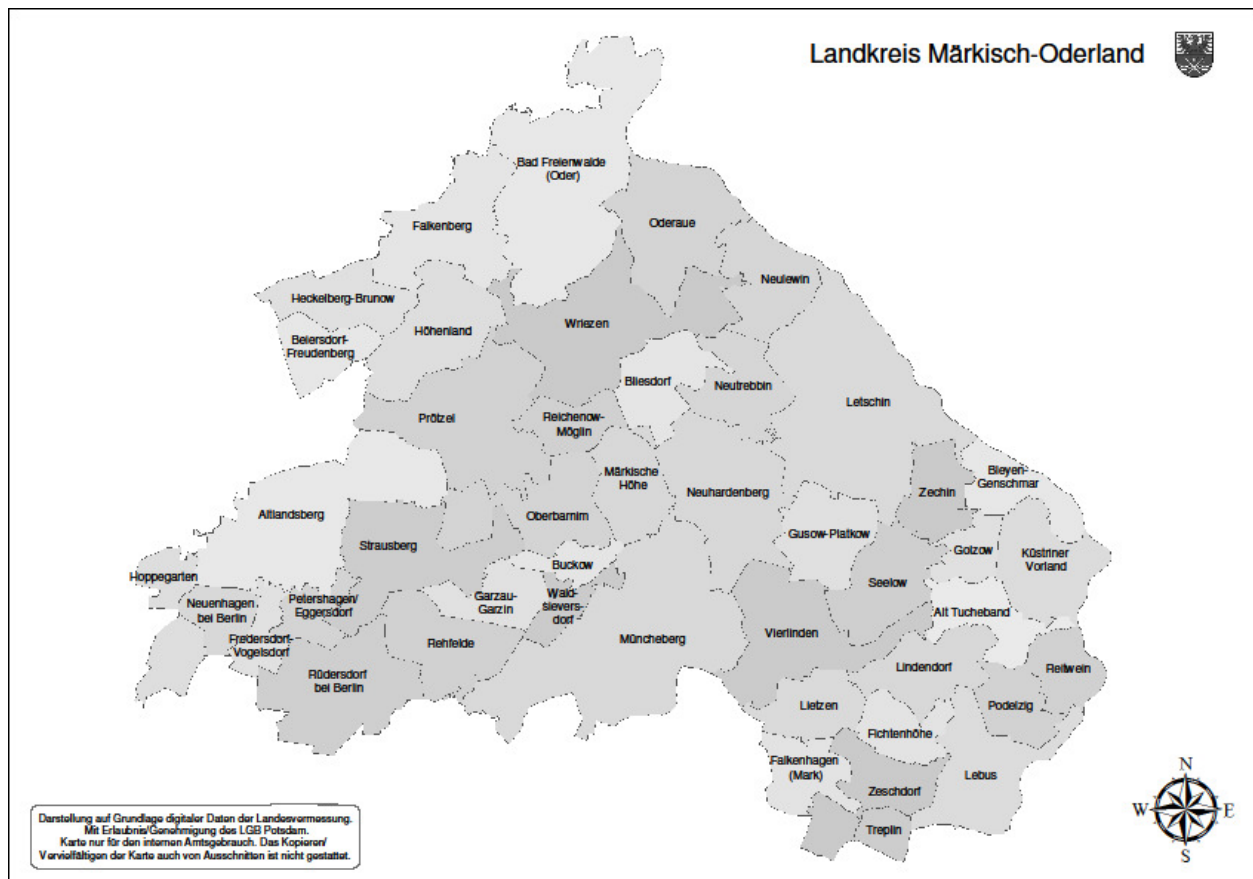 Landkreis Märkisch-Oderland
Bad Freienwalde
(Oder)
Oderaue
Falkenberg
Neulewin
Heckelberg-Brunow
Höhenland
Wriezen
Beiersdorf-
Freudenberg
Bliesdorf
Neutrebbin
Letschin
Prötzel
Reichenow-
Möglin
Märkische
Höhe
Neuhardenberg
Bleyen-
Genschmar
Zechin
Altlandsberg
Oberbarnim
Strausberg
Gusow-Platkow
Golzow
Küstriner
Vorland
Buckow
Hoppegarten
Seelow
Garzau-
Garzin
Wald-
sievers-
dorf
Neuenhagen
bei Berlin
Petershagen/
Eggersdorf
Alt Tucheband
Fredersdorf-
Vogelsdorf
Rehfelde
Müncheberg
Vierlinden
Lindendorf
Reitwein
Rüdersdorf
bei Berlin
Lietzen
Podelzig
Fichtenhöhe
Falkenhagen
(Mark)
Lebus
Zeschdorf
Treplin
N
W
E
S
Darstellung auf Grundlage digitaler Daten der Landesvermessung.
Mit Erlaubnis/Genehmigung des LGB Potsdam.
Karte nur für den internen Amtsgebrauch. Das Kopieren/
Vervielfältigen der Karte auch von Ausschnitten ist nicht gestattet.